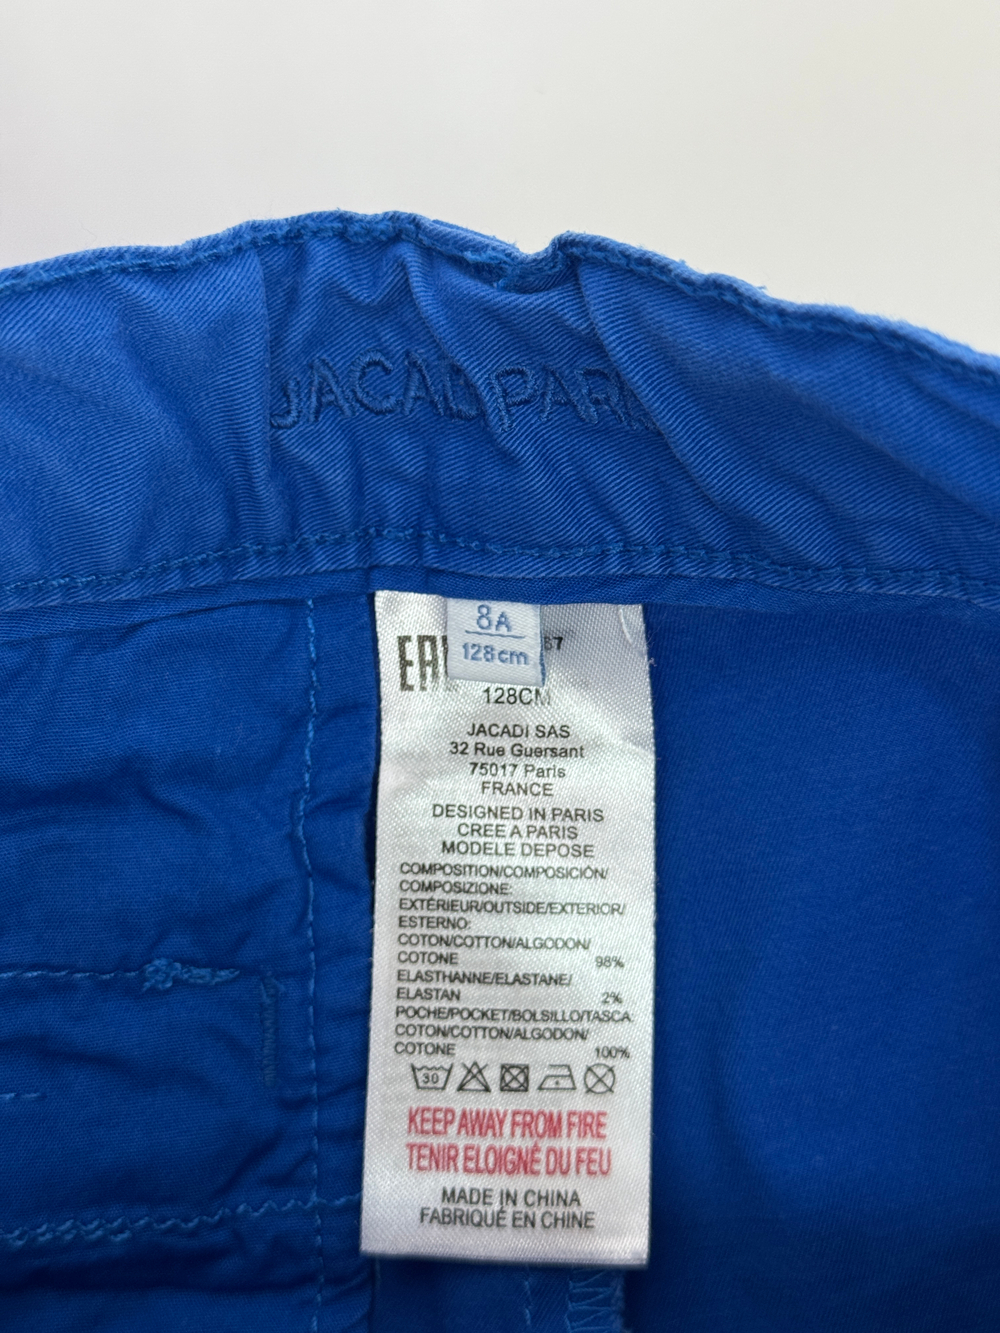 JACADI PARIS
8A
128cm
67
128CM
JACADI SAS
32 Rue Guersant
75017 Paris
FRANCE
DESIGNED IN PARIS
CREE A PARIS
MODELE DEPOSE
COMPOSITION/COMPOSICIÓN/
COMPOSIZIONE:
EXTÉRIEUR/OUTSIDE/EXTERIOR/
ESTERNO:
COTON/COTTON/ALGODON/
COTONE 98%
ELASTHANNE/ELASTANE/
ELASTAN 2%
POCHE/POCKET/BOLSILLO/TASCA:
COTON/COTTON/ALGODON/
COTONE 100%
30
KEEP AWAY FROM FIRE
TENIR ELOIGNÉ DU FEU
MADE IN CHINA
FABRIQUÉ EN CHINE